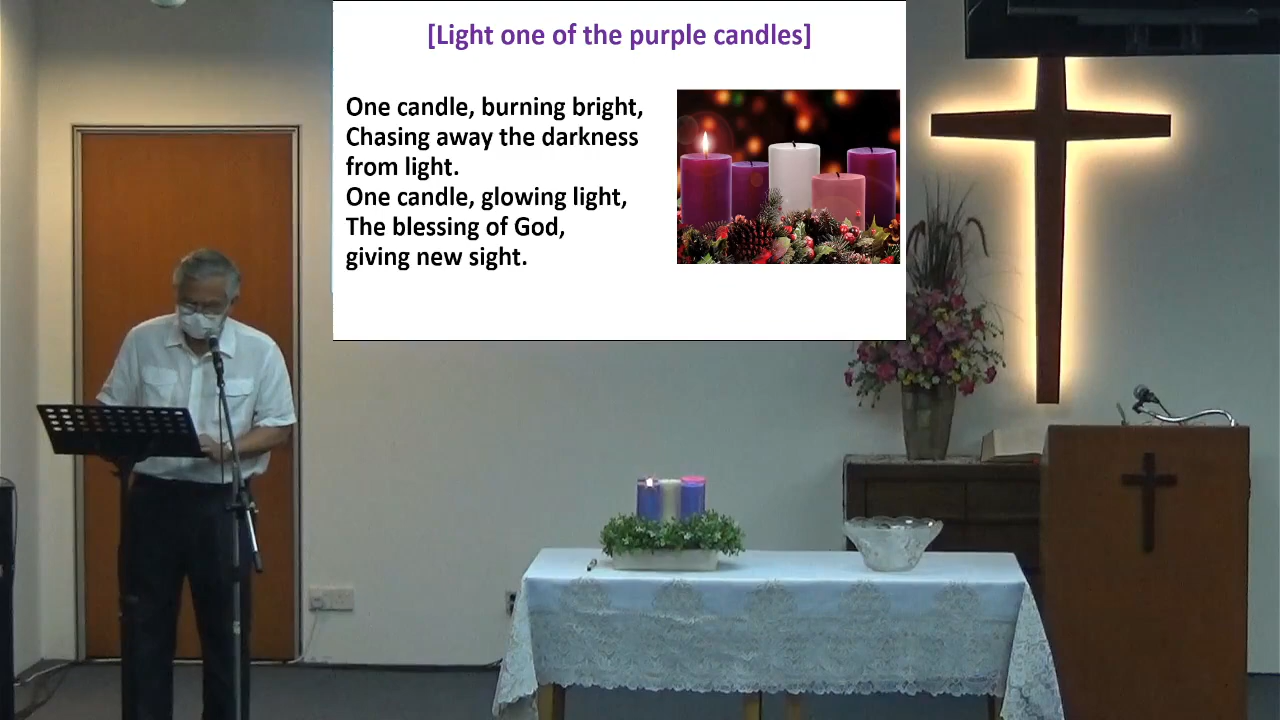 [Light one of the purple candles]
One candle, burning bright,
Chasing away the darkness
from light.
One candle, glowing light,
The blessing of God,
giving new sight.